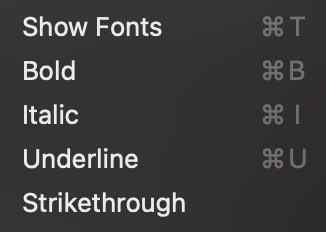 Show Fonts ⌘T
Bold ⌘B
Italic ⌘I
Underline ⌘U
Strikethrough